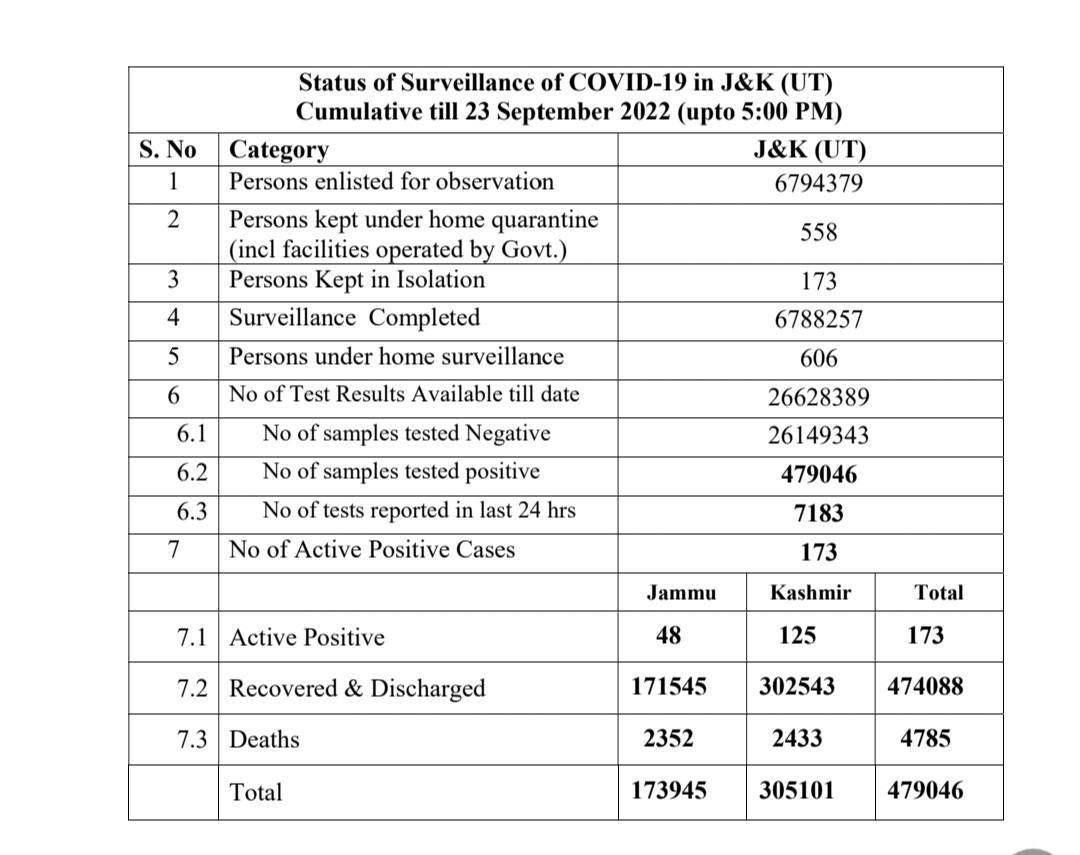 Status of Surveillance of COVID-19 in J&K (UT)
Cumulative till 23 September 2022 (upto 5:00 PM)
S. No Category J&K (UT)
1 Persons enlisted for observation 6794379
2 Persons kept under home quarantine
(incl facilities operated by Govt.) 558
3 Persons Kept in Isolation 173
4 Surveillance Completed 6788257
5 Persons under home surveillance 606
6 No of Test Results Available till date 26628389
6.1 No of samples tested Negative 26149343
6.2 No of samples tested positive 479046
6.3 No of tests reported in last 24 hrs 7183
7 No of Active Positive Cases 173
Jammu Kashmir Total
7.1 Active Positive 48 125 173
7.2 Recovered & Discharged 171545 302543 474088
7.3 Deaths 2352 2433 4785
Total 173945 305101 479046